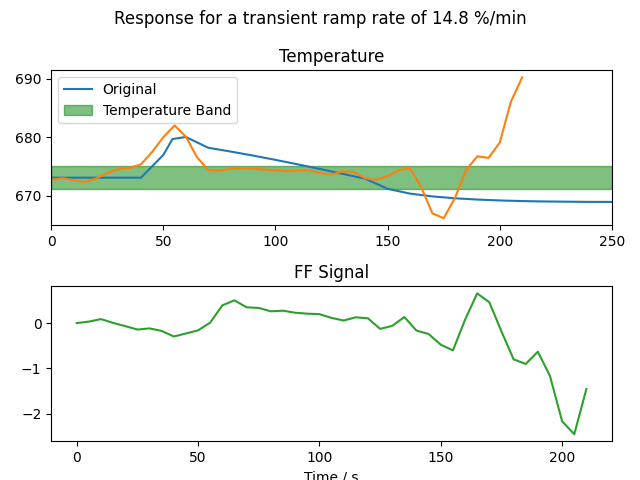 Response for a transient ramp rate of 14.8 %/min
Temperature
Original
Temperature Band
690
680
670
0 50 100 150 200 250
FF Signal
0
−1
−2
0 50 100 150 200
Time / s